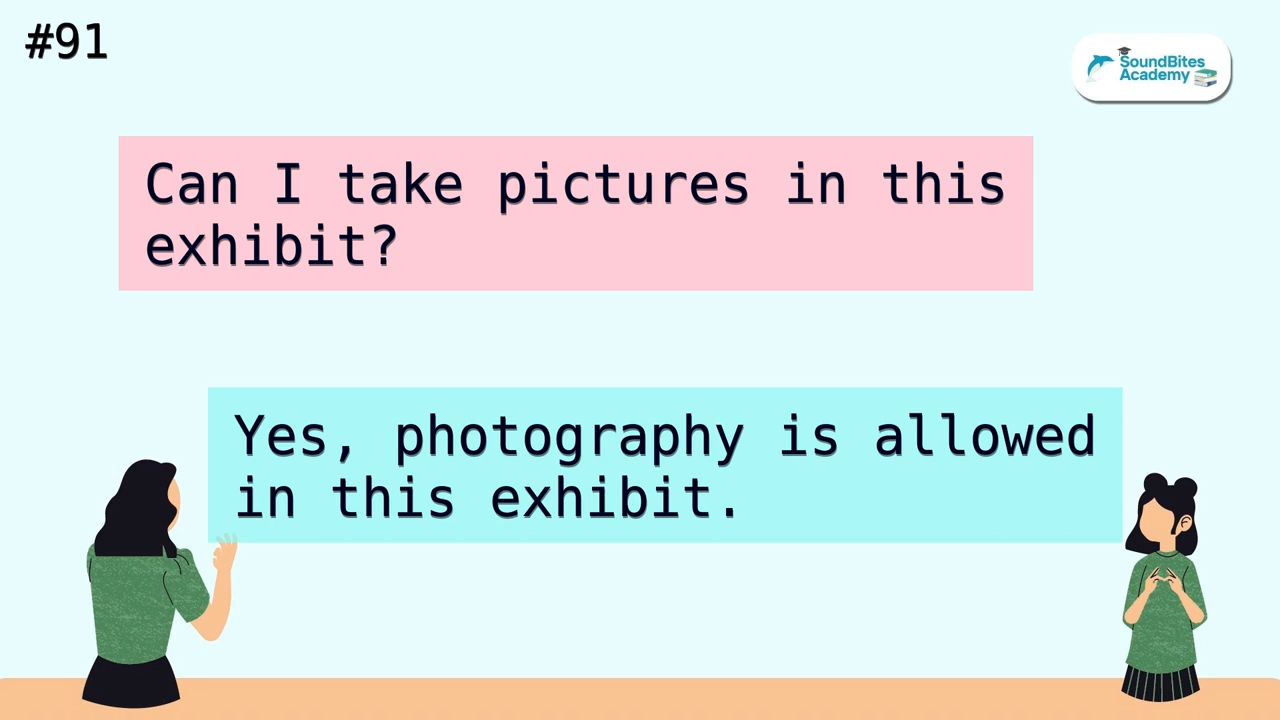 #91
SoundBites
Academy
Can I take pictures in this
exhibit?
Yes, photography is allowed
in this exhibit.